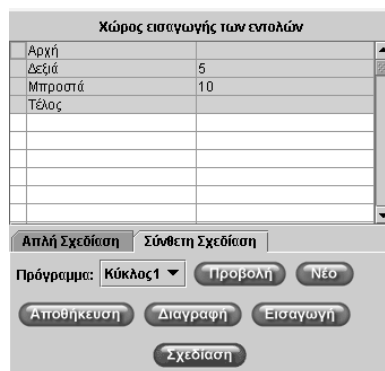 Χώρος εισαγωγής των εντολών
Αρχή
Δεξιά 5
Μπροστά 10
Τέλος
Απλή Σχεδίαση Σύνθετη Σχεδίαση
Πρόγραμμα: Κύκλος1 Προβολή Νέο
Αποθήκευση Διαγραφή Εισαγωγή
Σχεδίαση